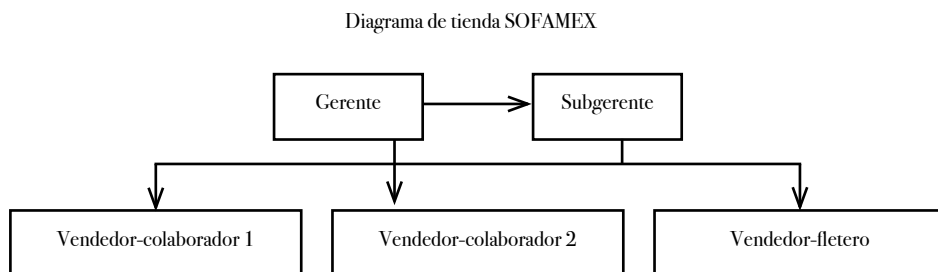 Diagrama de tienda SOFAMEX
Gerente
Subgerente
Vendedor-colaborador 1
Vendedor-colaborador 2
Vendedor-fletero